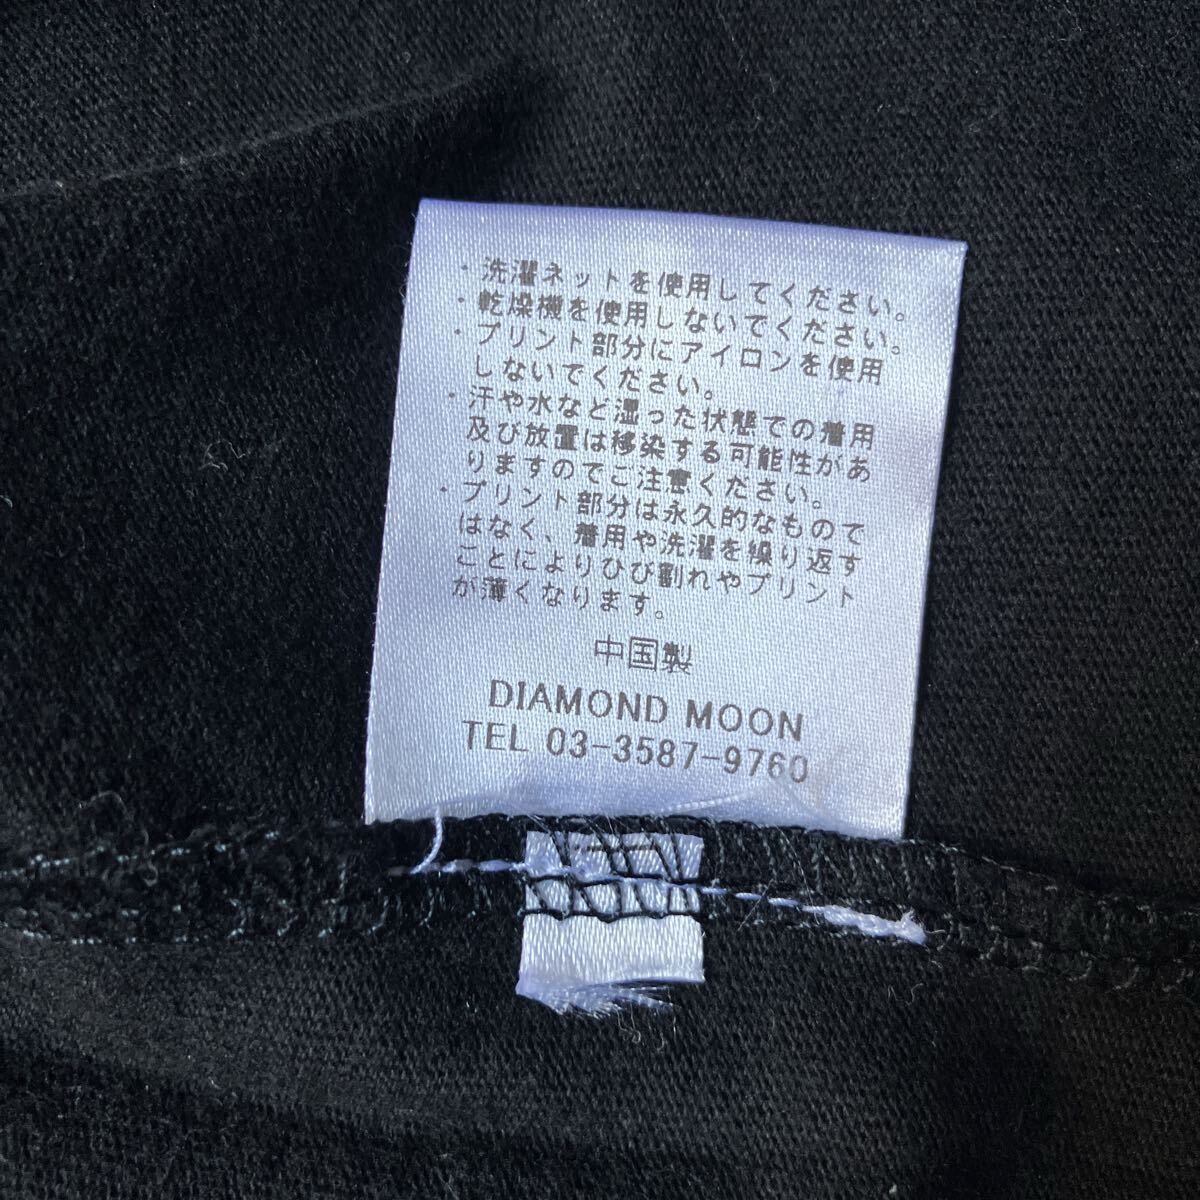 ・洗濯ネットを使用してください。
・乾燥機を使用しないでください。
・プリント部分にアイロンを使用
しないでください。
・汗や水など湿った状態での着用
及び放置は移染する可能性があ
りますのでご注意ください。
・プリント部分は永久的なもので
はなく、着用や洗濯を繰り返す
ことによりひび割れやプリント
が薄くなります。
中国製
DIAMOND MOON
TEL 03-3587-9760